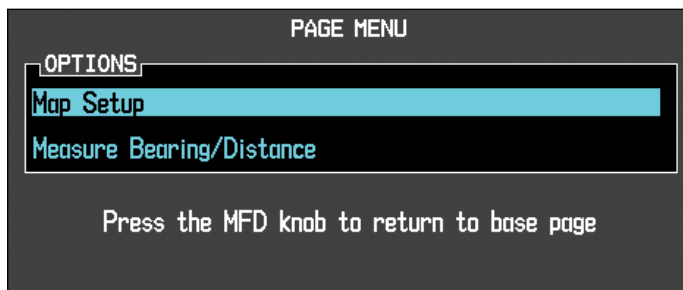 PAGE MENU
OPTIONS
Map Setup
Measure Bearing/Distance
Press the MFD knob to return to base page